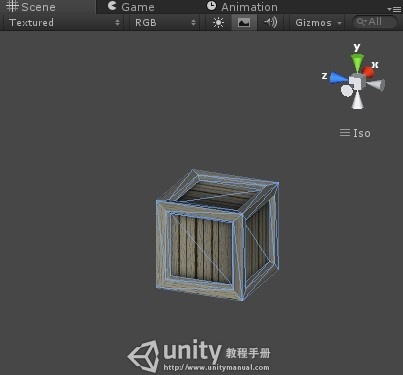 Scene Game Animation
Textured RGB Gizmos All
y
x
z
Iso
unity 教程手册
http://www.unitymanual.com